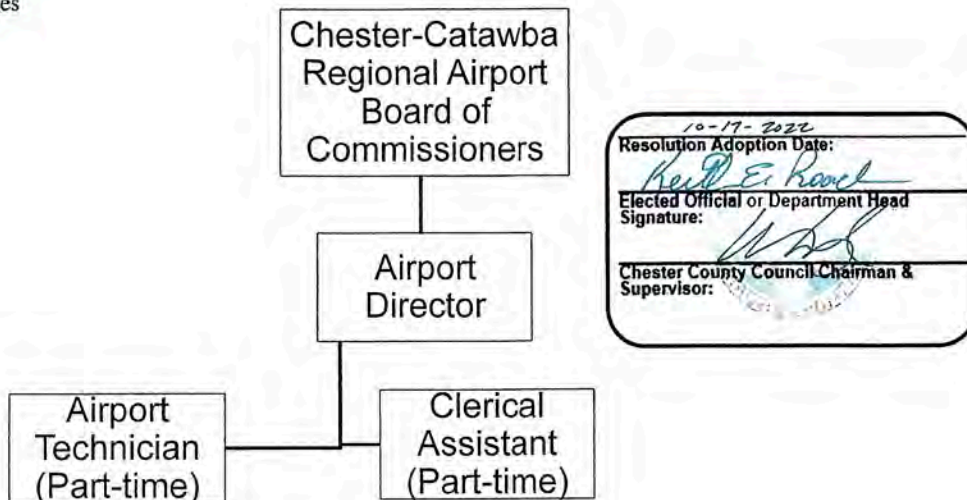 es
Chester-Catawba
Regional Airport
Board of
Commissioners
10-17-2022
Resolution Adoption Date:
Elected Official or Department Head
Signature:
Chester County Council Chairman &
Supervisor:
Airport
Director
Airport
Technician
(Part-time)
Clerical
Assistant
(Part-time)